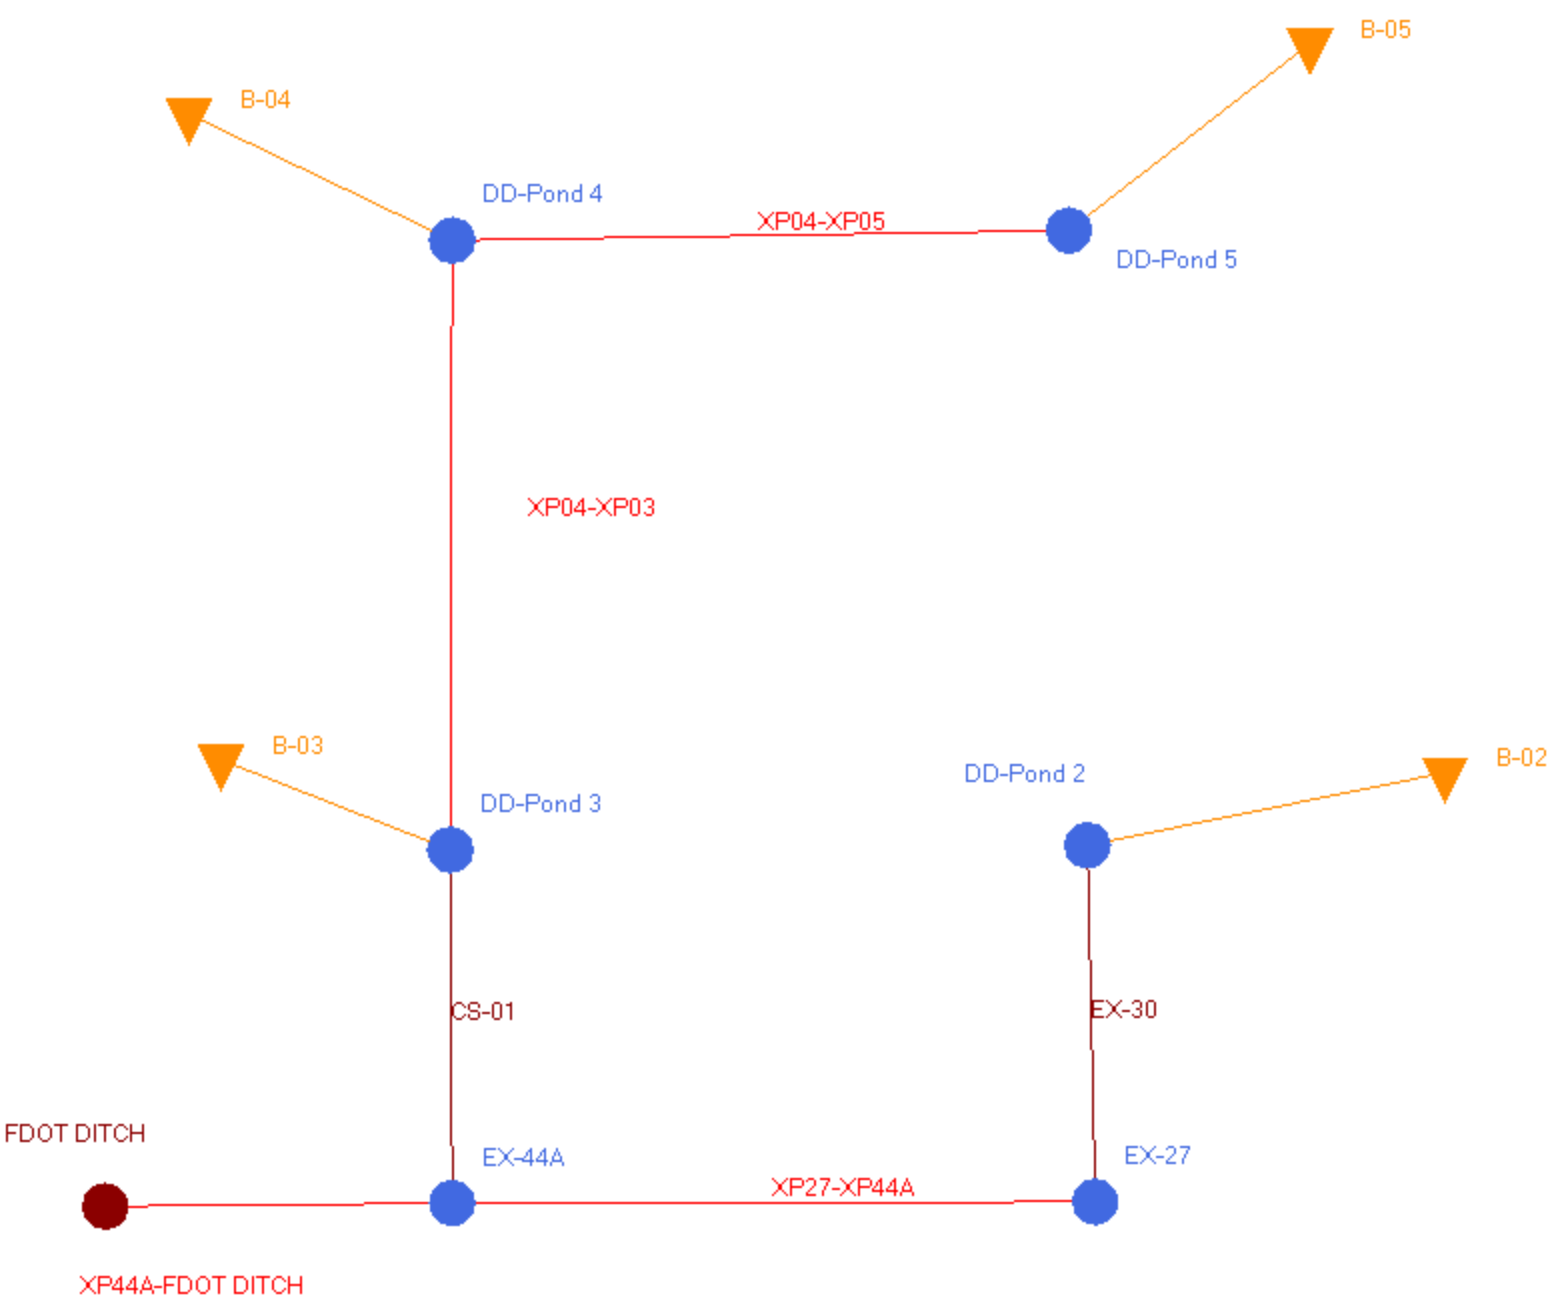 B-05
B-04
DD-Pond 4
XP04-XP05
DD-Pond 5
XP04-XP03
B-03
B-02
DD-Pond 2
DD-Pond 3
CS-01
EX-30
FDOT DITCH
EX-44A
EX-27
XP27-XP44A
XP44A-FDOT DITCH